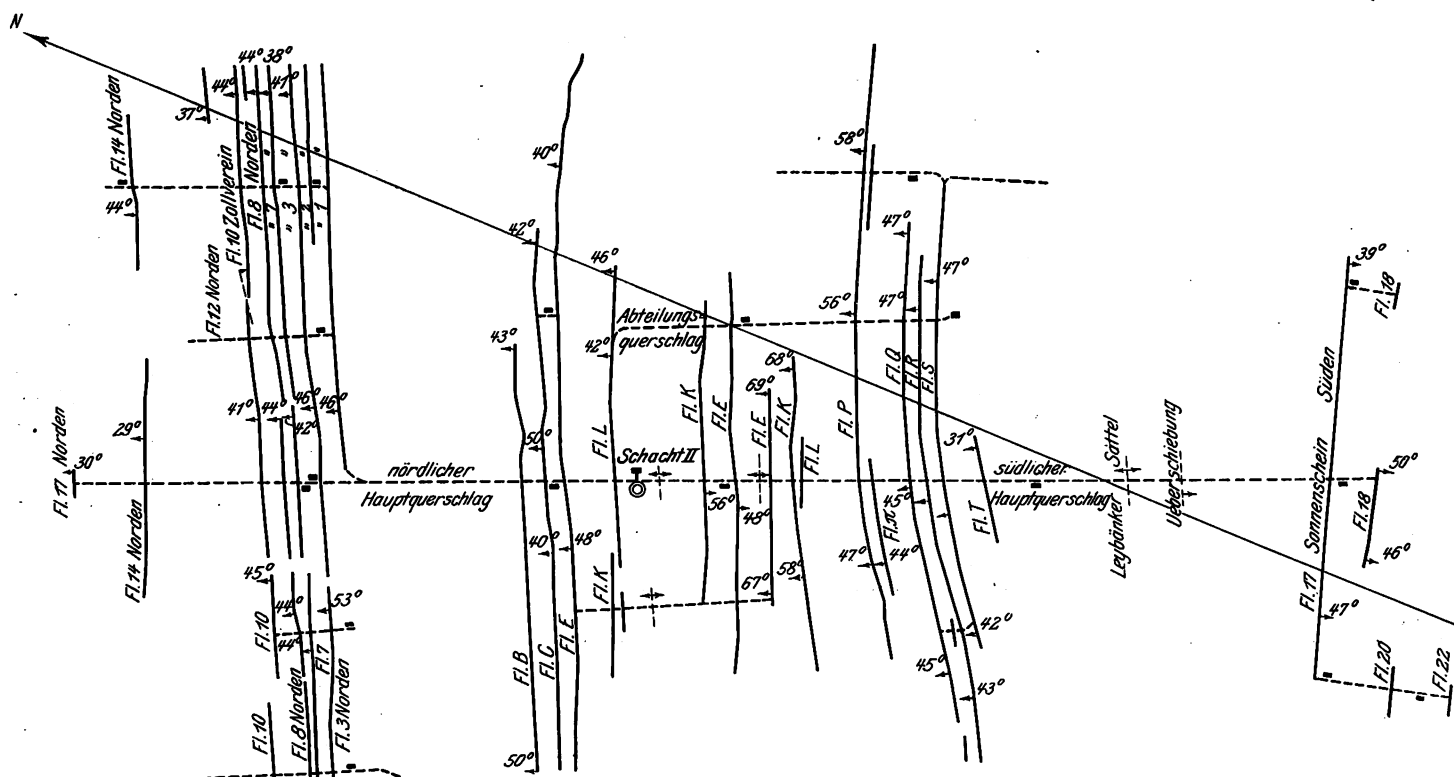 N
44°
38°
44°
41°
37°
Fl. 14 Norden
44°
Fl. 10 Zollverein
Fl. 8 Norden
" 7 "
" 3 "
" 2 "
" 1 "
Fl. 12 Norden
58°
40°
42°
46°
47°
47°
39°
Fl. 18
Abteilungs-
querschlag
56°
47°
43°
42°
68°
69°
Fl. Q
Fl. R
Fl. S
Süden
41°
44°
46°
42°
46°
29°
30°
Fl. 17 Norden
50°
Fl. L
Fl. K
Fl. E
Fl. E
Fl. K
Fl. L
Fl. P
31°
nördlicher
Hauptquerschlag
Schacht II
südlicher
Hauptquerschlag
Sattel
Leybänker
Ueberschiebung
Sonnenschein
50°
Fl. 18
56°
48°
45°
Fl. T
Fl. π
Fl. 14 Norden
40°
48°
47°
44°
46°
Fl. 17
45°
44°
53°
Fl. K
67°
58°
47°
Fl. 10
44°
Fl. 7
Fl. B
Fl. C
Fl. E
42°
45°
43°
Fl. 20
Fl. 22
Fl. 10
Fl. 8 Norden
Fl. 3 Norden
50°